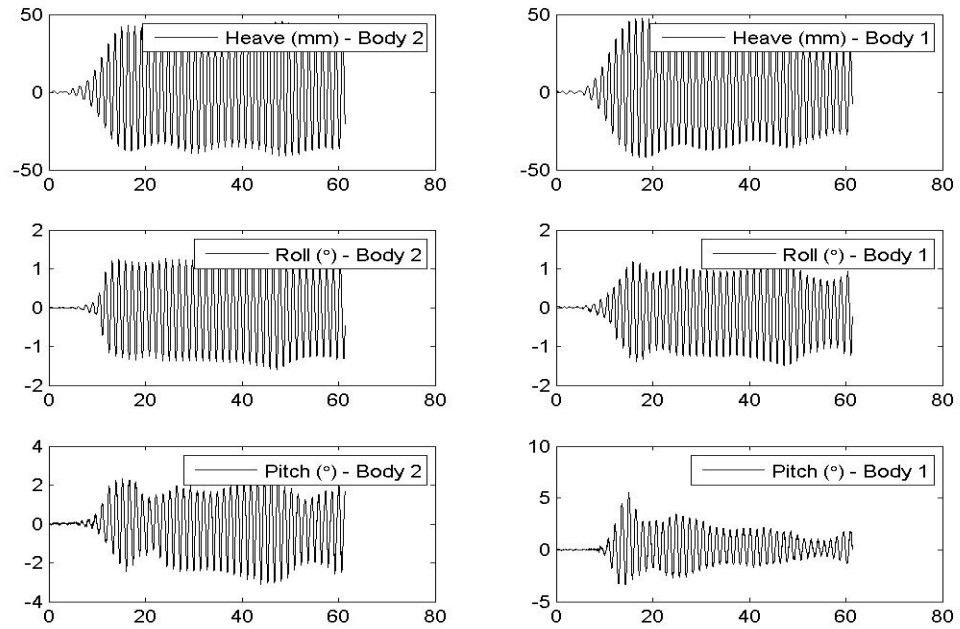 50
0
-50
0 20 40 60 80
Heave (mm) - Body 2
50
0
-50
0 20 40 60 80
Heave (mm) - Body 1
2
1
0
-1
-2
0 20 40 60 80
Roll (°) - Body 2
2
1
0
-1
-2
0 20 40 60 80
Roll (°) - Body 1
4
2
0
-2
-4
0 20 40 60 80
Pitch (°) - Body 2
10
5
0
-5
0 20 40 60 80
Pitch (°) - Body 1